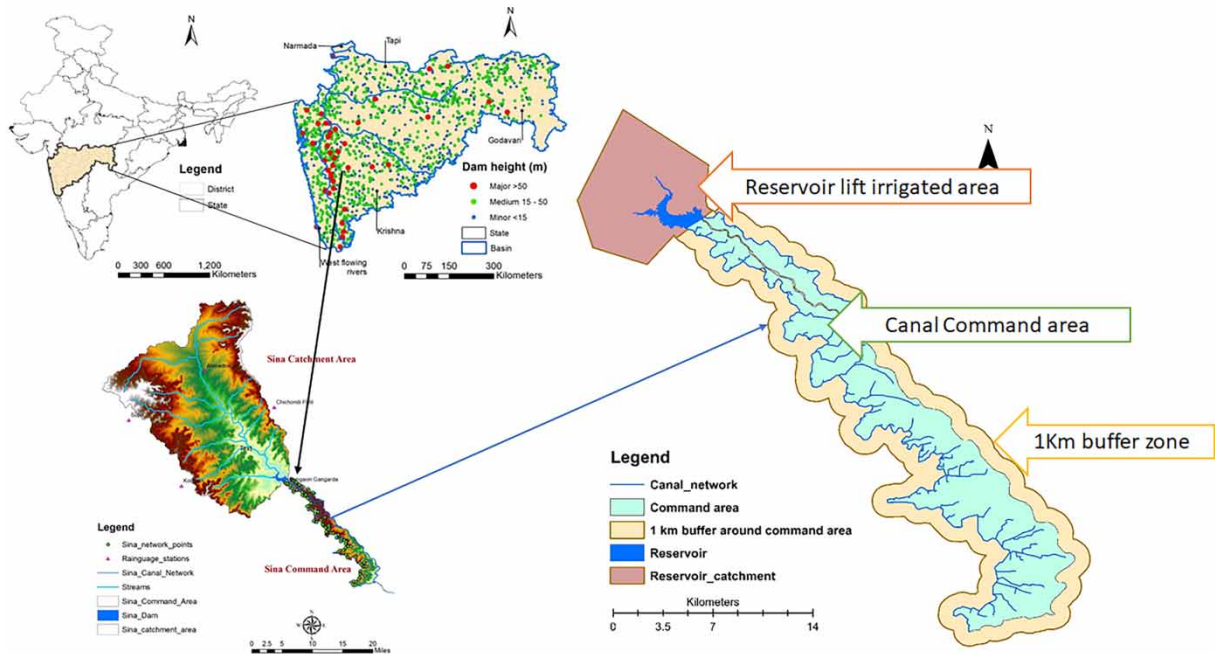 N
Legend
District
State
0 300 600 1,200
Kilometers
N
Narmada
Tapi
Godavari
Krishna
West flowing
rivers
Dam height (m)
Major >50
Medium 15 - 50
Minor <15
State
Basin
0 75 150 300
Kilometers
Sina Catchment Area
Chichondi Patil
Sina Command Area
Legend
Sina_network_points
Rainguage_stations
Sina_Canal_Network
Streams
Sina_Command_Area
Sina_Dam
Sina_catchment_area
N
0 2.5 5 10 15 20
Miles
N
Reservoir lift irrigated area
Canal Command area
1Km buffer zone
Legend
Canal_network
Command area
1 km buffer around command area
Reservoir
Reservoir_catchment
Kilometers
0 3.5 7 14